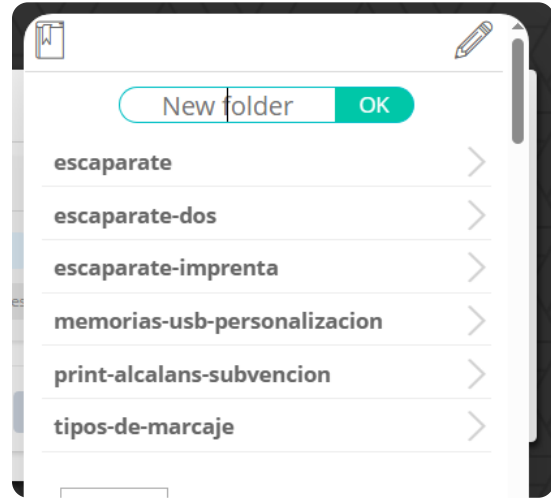 New folder OK
escaparate
escaparate-dos
escaparate-imprenta
memorias-usb-personalizacion
print-alcalans-subvencion
tipos-de-marcaje